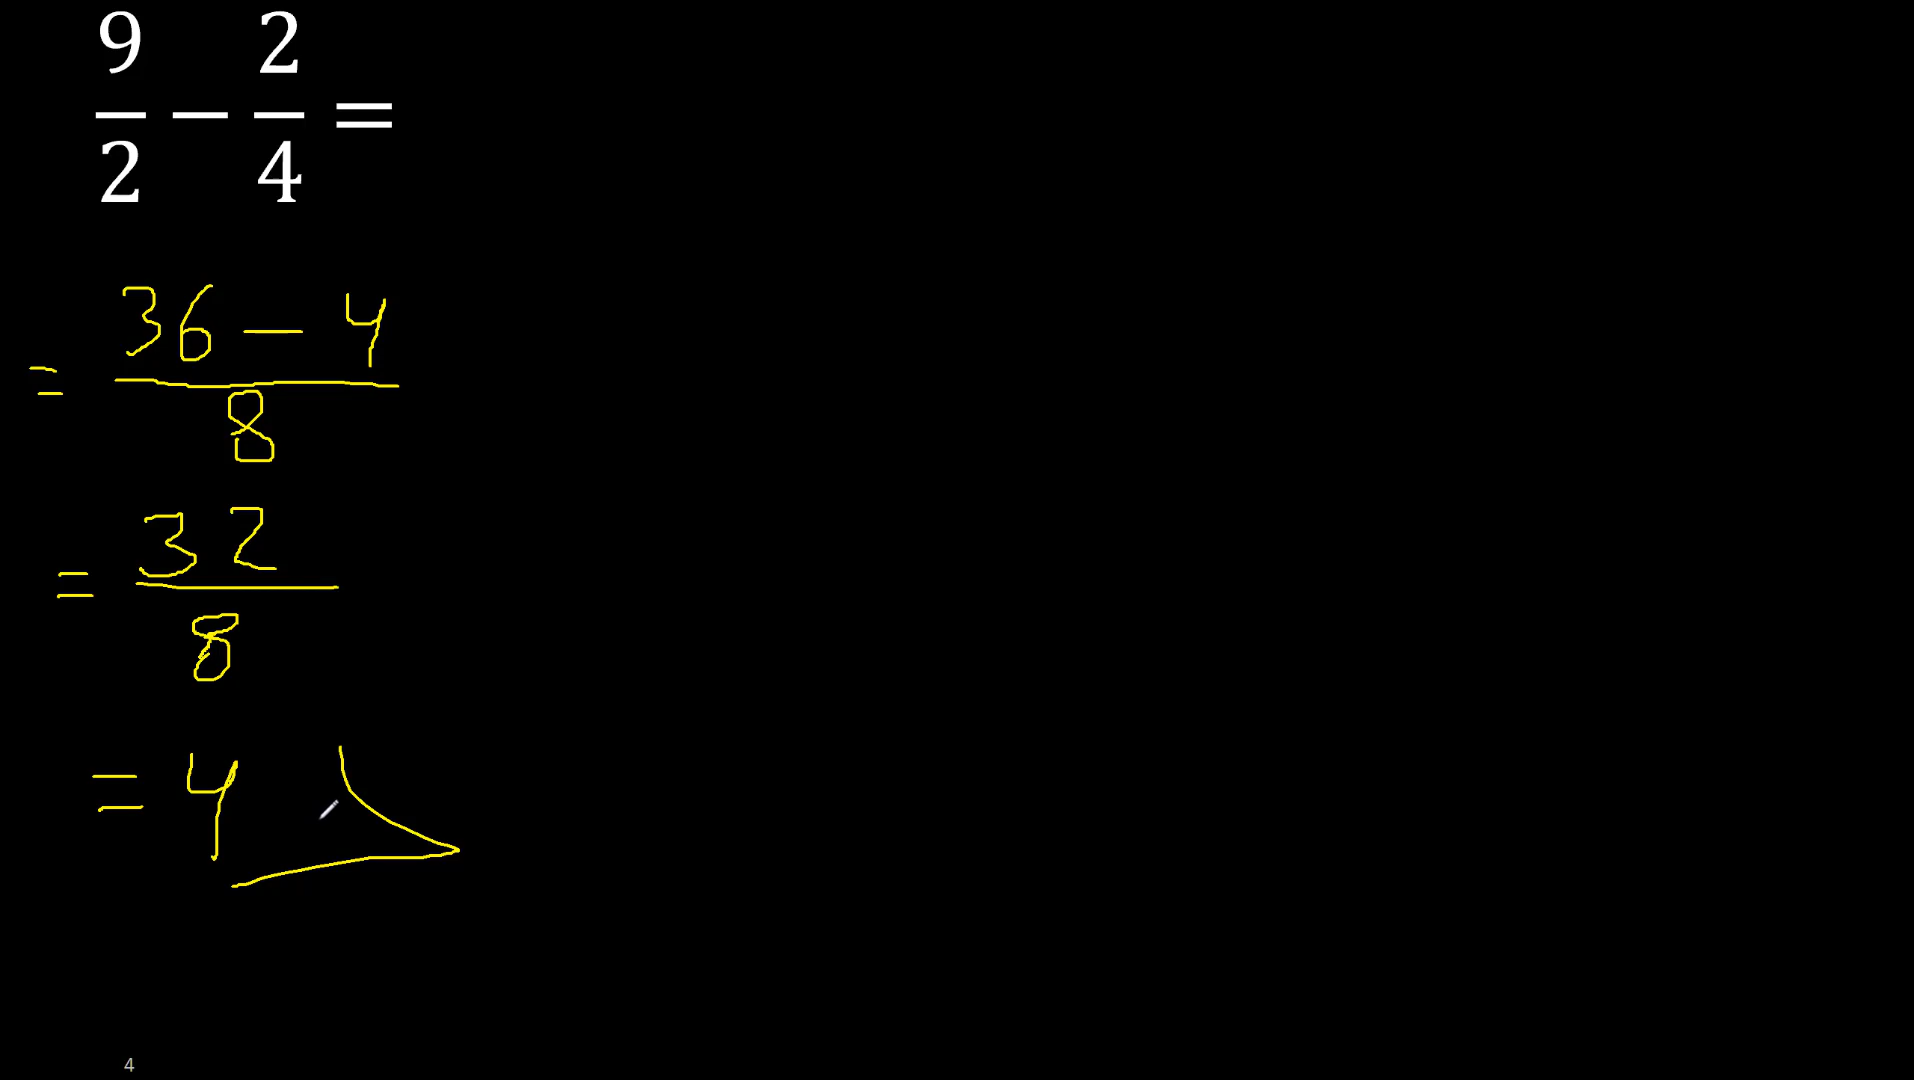 9/2 − 2/4 =
= 36 − 4 / 8
= 32 / 8
= 4
4